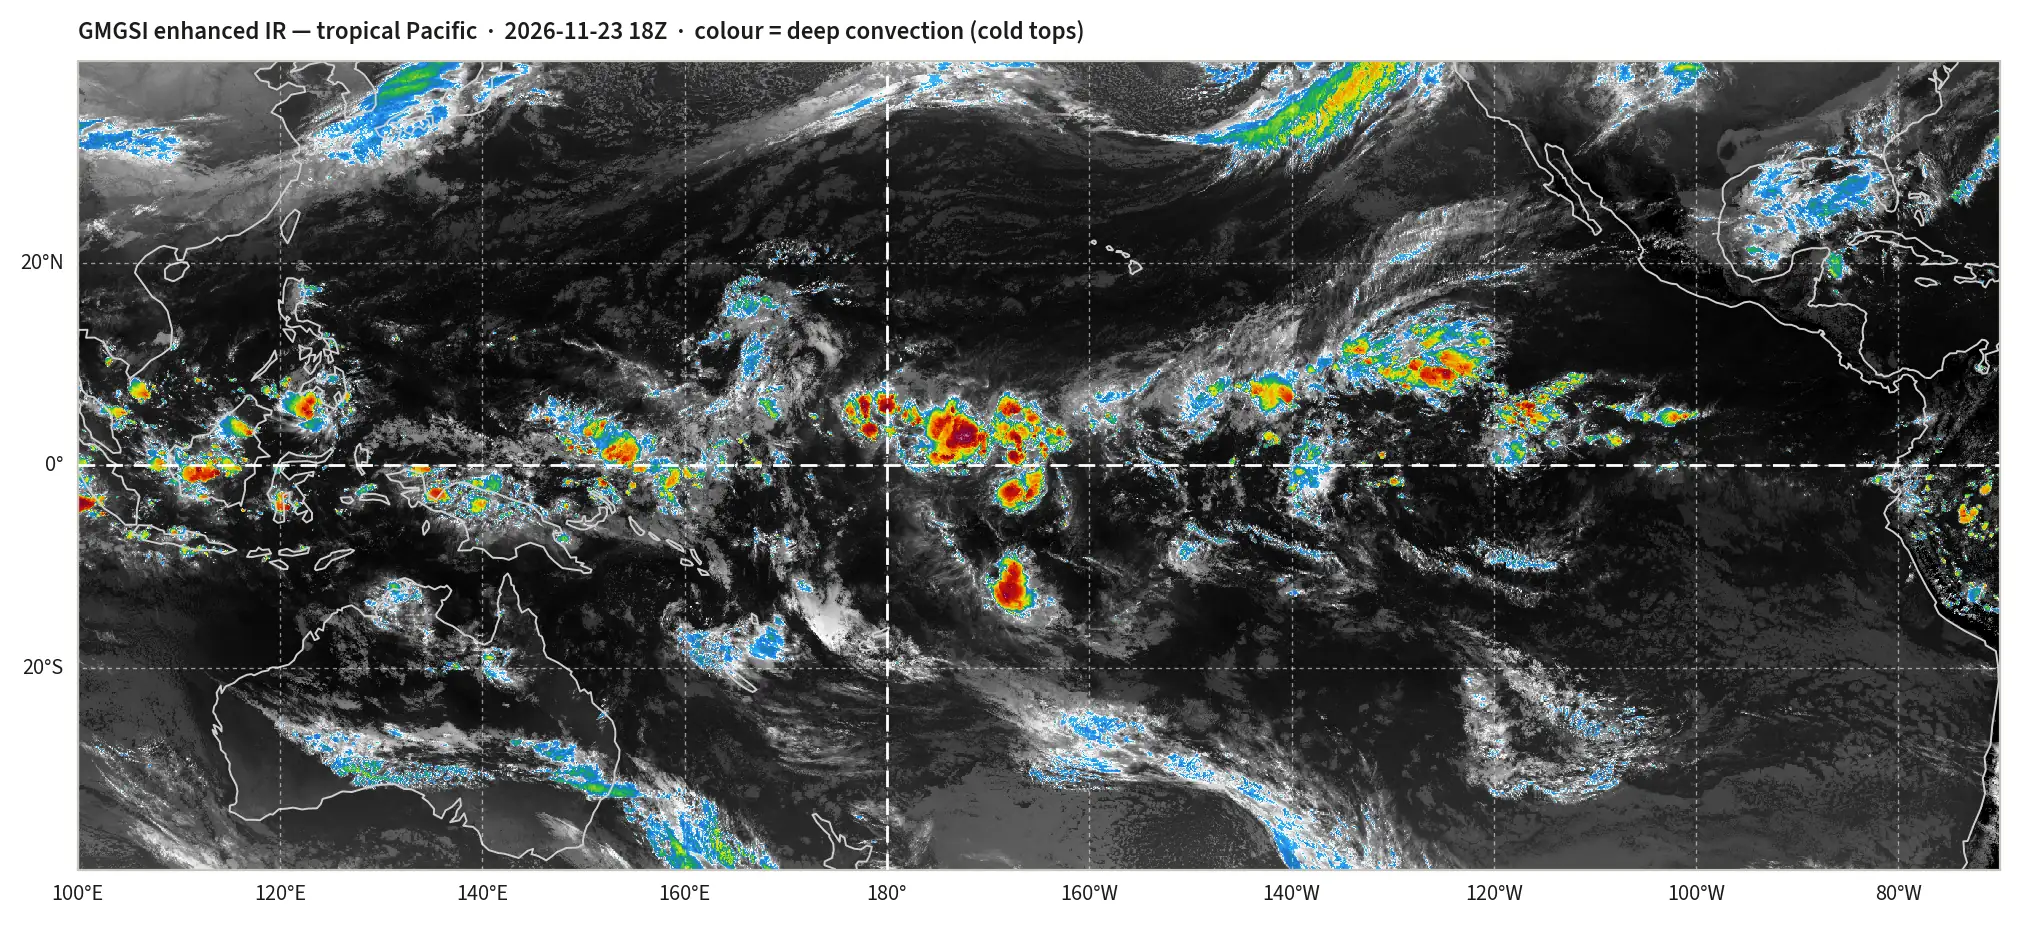 GMGSI enhanced IR — tropical Pacific · 2026-11-23 18Z · colour = deep convection (cold tops)
20°N
0°
20°S
100°E 120°E 140°E 160°E 180° 160°W 140°W 120°W 100°W 80°W